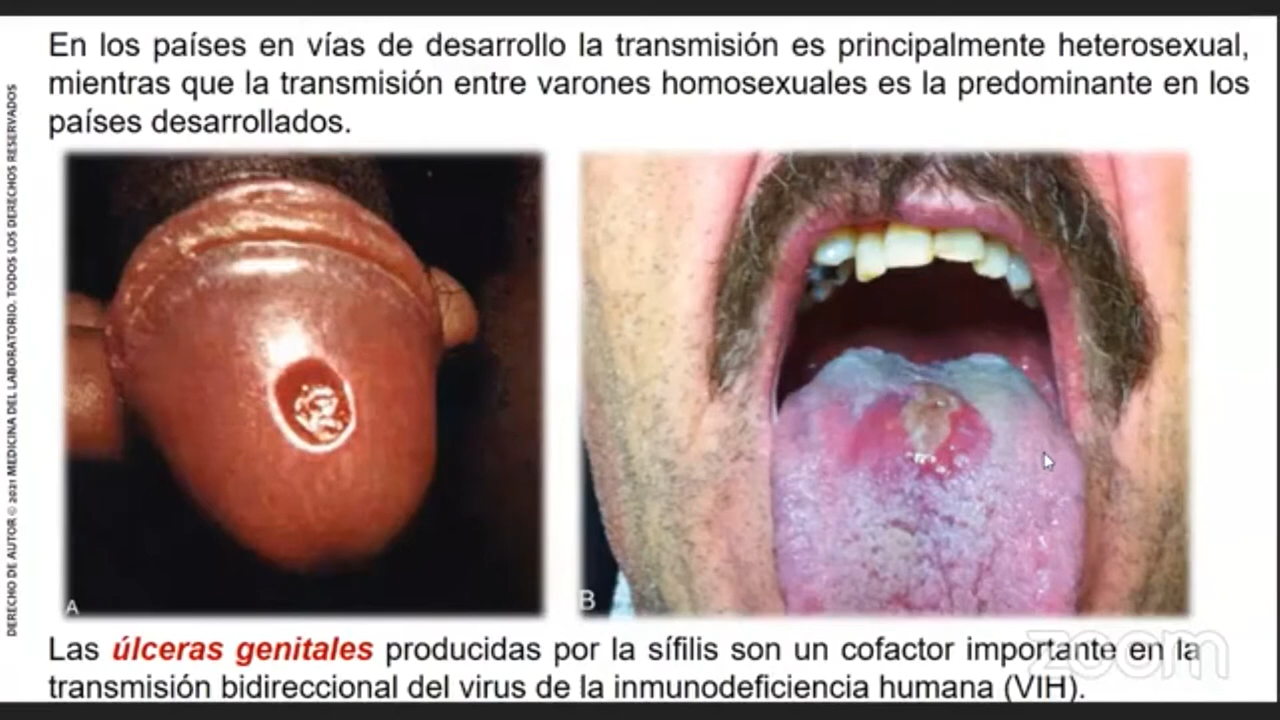 En los países en vías de desarrollo la transmisión es principalmente heterosexual,
mientras que la transmisión entre varones homosexuales es la predominante en los
países desarrollados.
DERECHO DE AUTOR © 2021 MEDICINA DEL LABORATORIO. TODOS LOS DERECHOS RESERVADOS
A
B
Las úlceras genitales producidas por la sífilis son un cofactor importante en la
transmisión bidireccional del virus de la inmunodeficiencia humana (VIH).
zoom